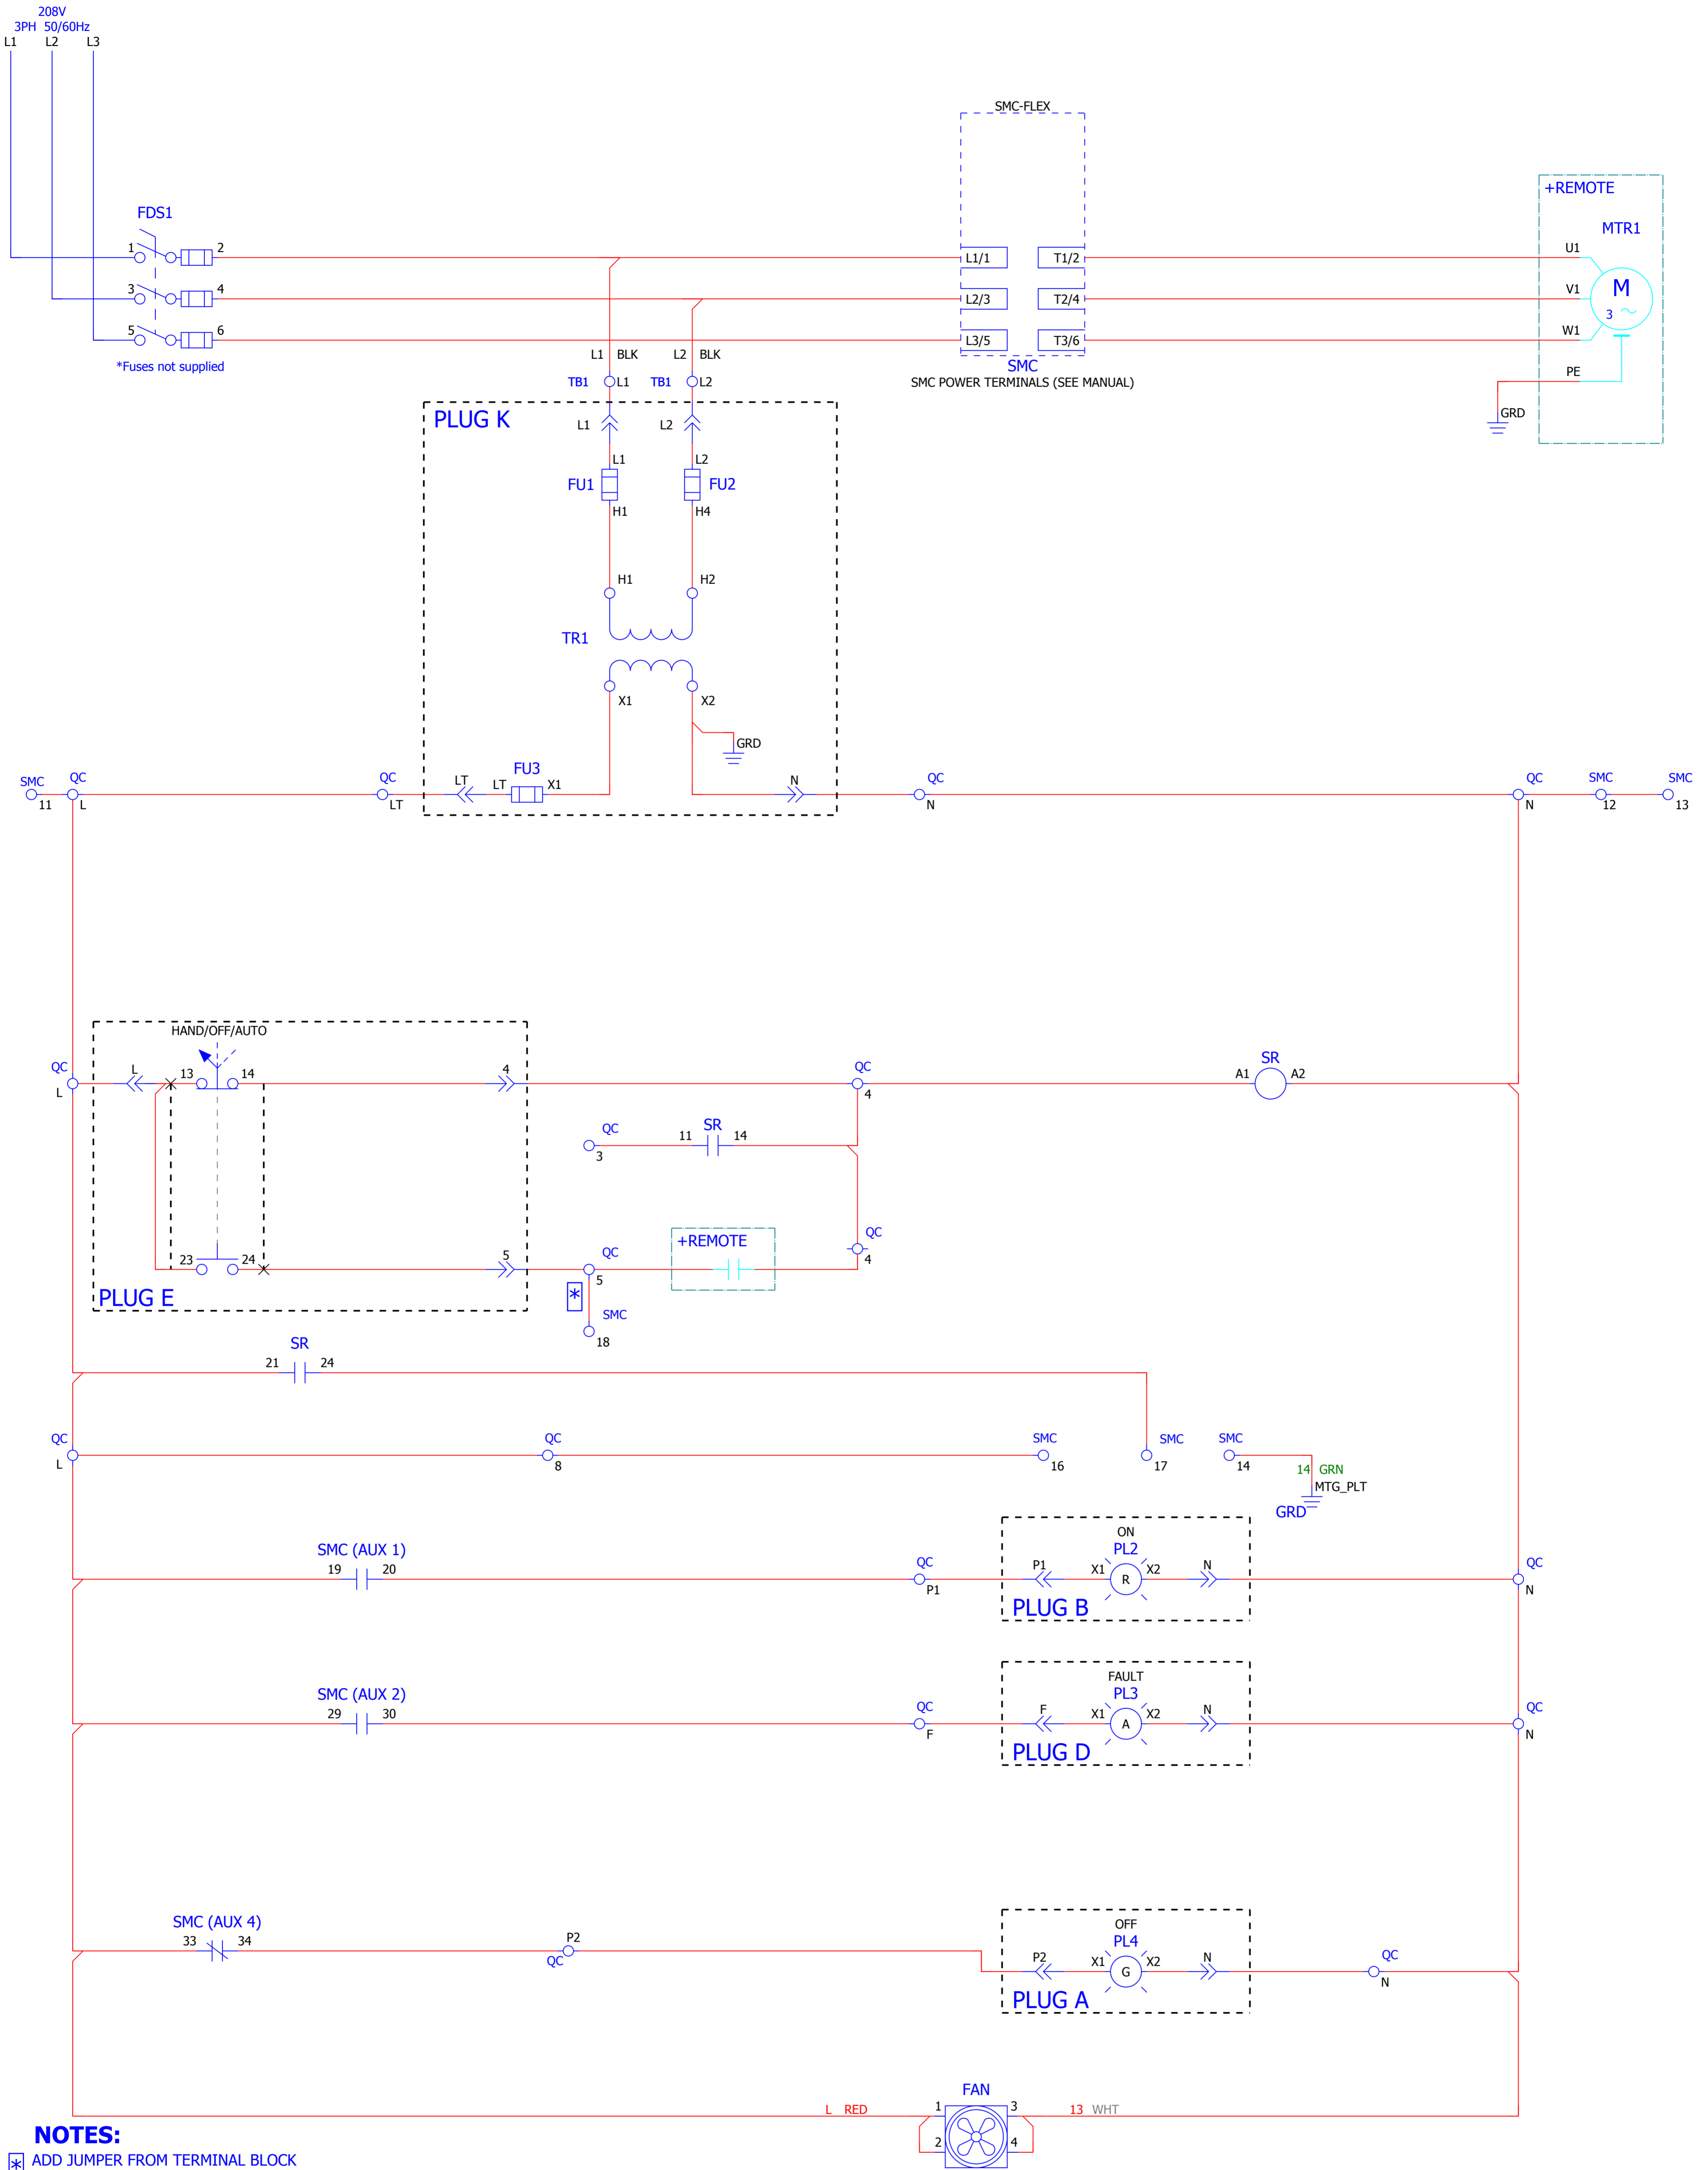 208V
3PH 50/60Hz
L1 L2 L3
SMC-FLEX
+REMOTE
FDS1
MTR1
1 2
L1/1 T1/2
U1
3 4
L2/3 T2/4
V1
M
3
5 6
L3/5 T3/6
W1
*Fuses not supplied
L1 BLK L2 BLK
SMC
SMC POWER TERMINALS (SEE MANUAL)
PE
GRD
TB1 L1 TB1 L2
PLUG K
L1 L2
L1 L2
FU1 FU2
H1 H4
H1 H2
TR1
X1 X2
GRD
SMC QC QC LT LT FU3 X1 N QC QC SMC SMC
11 L LT N N 12 13
HAND/OFF/AUTO
QC L 13 14 4 QC A1 SR A2
L 4
QC 11 SR 14
3
+REMOTE
QC
4
23 24 5 QC
5
PLUG E
*
SMC
18
SR
21 24
QC QC SMC SMC SMC
L 8 16 17 14
14 GRN
MTG_PLT
GRD
ON
SMC (AUX 1) PL2
19 20 QC P1 X1 R X2 N QC
P1 N
PLUG B
FAULT
SMC (AUX 2) PL3
29 30 QC F X1 A X2 N QC
F N
PLUG D
OFF
SMC (AUX 4) PL4
33 34 P2 P2 X1 G X2 N QC
QC N
PLUG A
FAN
L RED 1 3 13 WHT
2 4
NOTES:
* ADD JUMPER FROM TERMINAL BLOCK